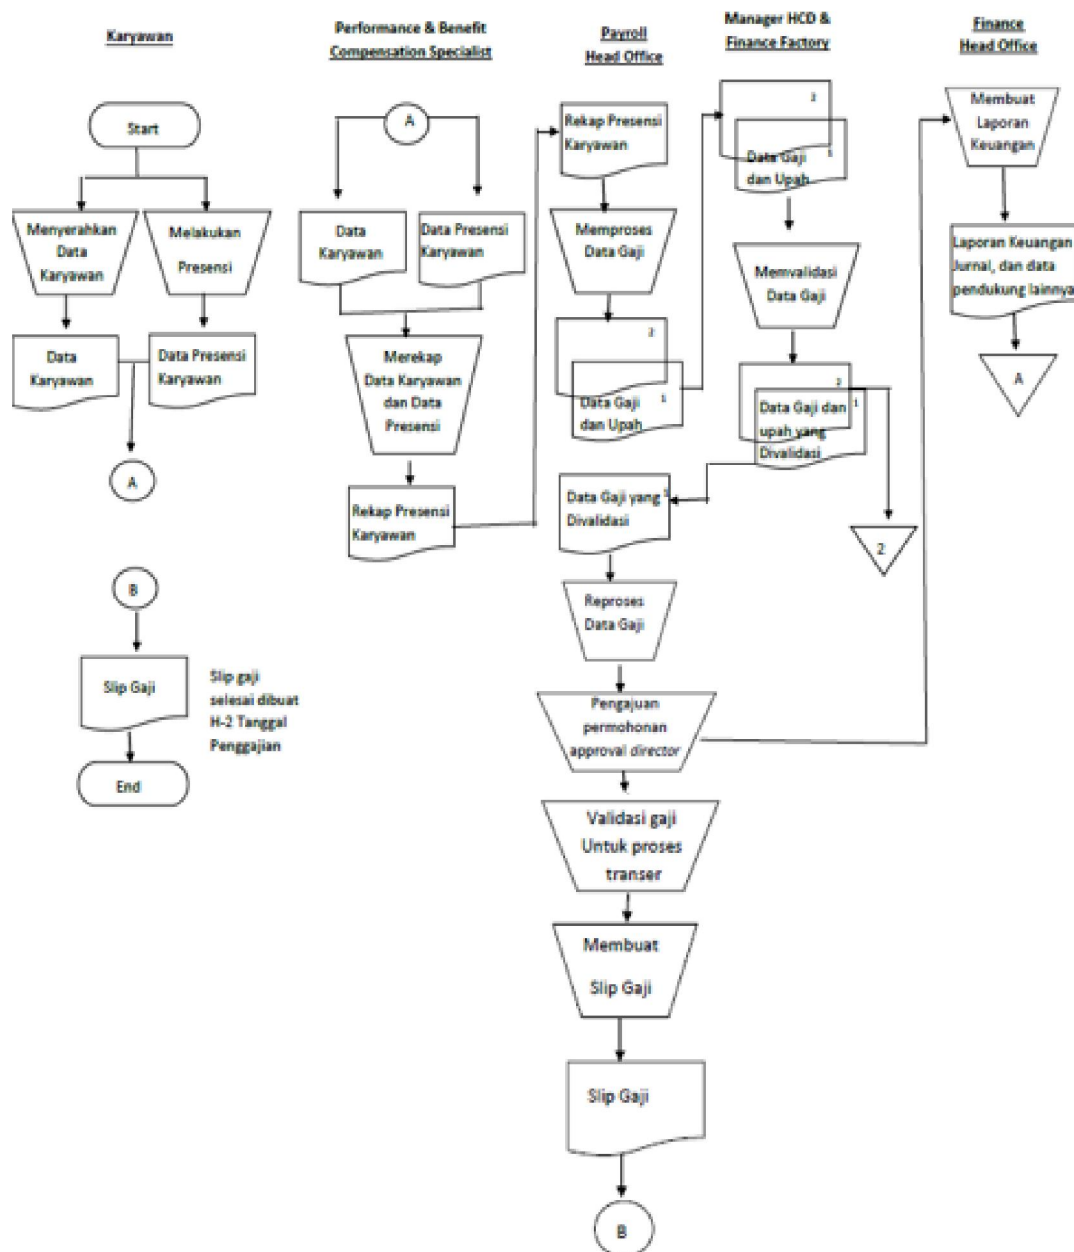 Karyawan
Start
Menyerahkan
Data
Karyawan
Melakukan
Presensi
Data
Karyawan
Data Presensi
Karyawan
A
B
Slip Gaji
Slip gaji
selesai dibuat
H-2 Tanggal
Penggajian
End
Performance & Benefit
Compensation Specialist
A
Data
Karyawan
Data Presensi
Karyawan
Merekap
Data Karyawan
dan Data
Presensi
Rekap Presensi
Karyawan
Payroll
Head Office
Rekap Presensi
Karyawan
Memproses
Data Gaji
2
1
Data Gaji
dan Upah
Data Gaji yang 1
Divalidasi
Reproses
Data Gaji
Pengajuan
permohonan
approval director
Validasi gaji
Untuk proses
transer
Membuat
Slip Gaji
Slip Gaji
B
Manager HCD &
Finance Factory
2
1
Data Gaji
dan Upah
Memvalidasi
Data Gaji
2
1
Data Gaji dan
upah yang
Divalidasi
2
Finance
Head Office
Membuat
Laporan
Keuangan
Laporan Keuangan
Jurnal, dan data
pendukung lainnya
A